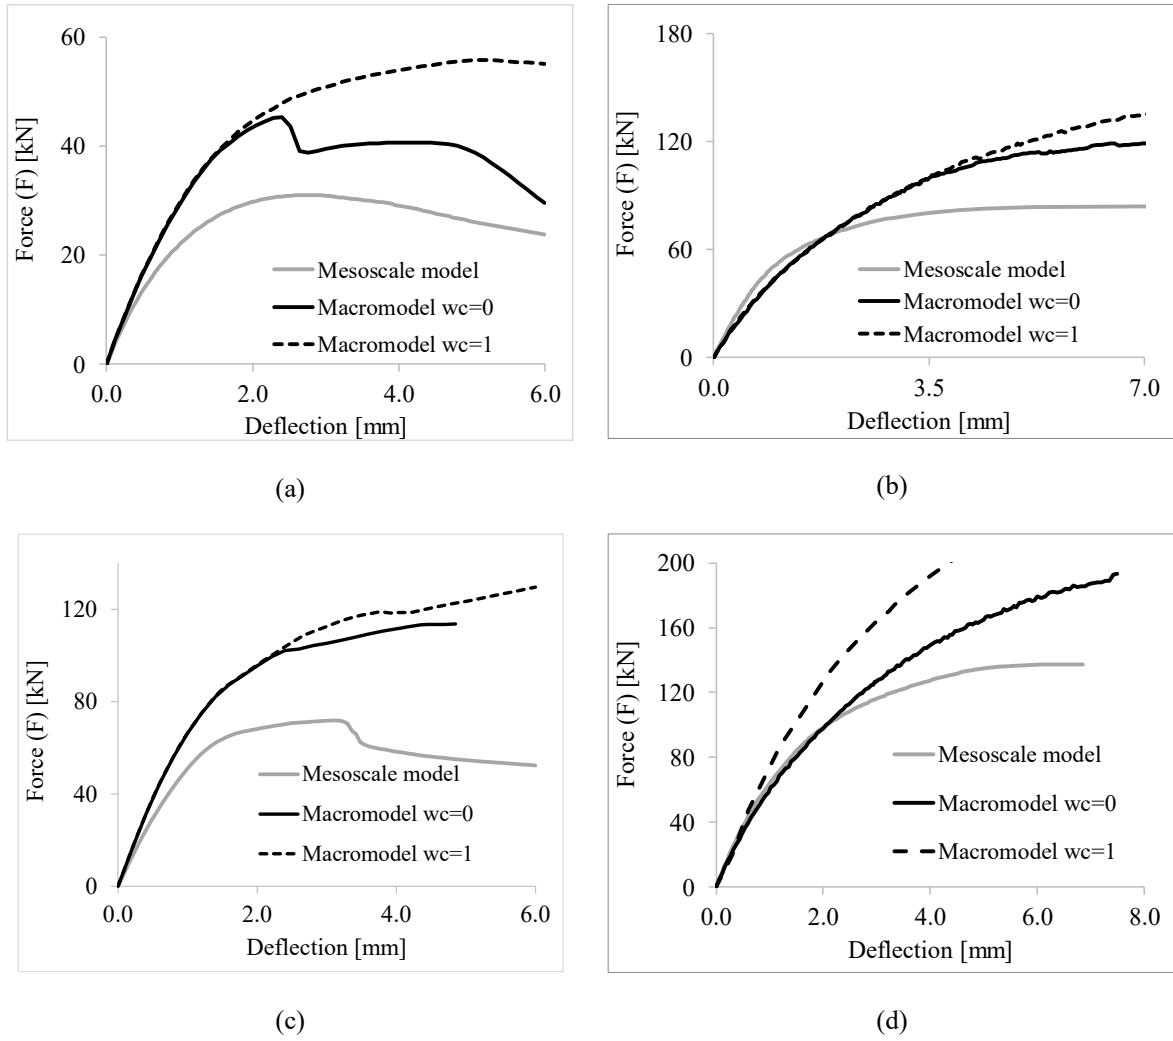 60
40
20
0
0.0 2.0 4.0 6.0
Force (F) [kN]
Deflection [mm]
Mesoscale model
Macromodel wc=0
Macromodel wc=1
(a)
180
120
60
0
0.0 3.5 7.0
Force (F) [kN]
Deflection [mm]
Mesoscale model
Macromodel wc=0
Macromodel wc=1
(b)
120
80
40
0
0.0 2.0 4.0 6.0
Force (F) [kN]
Deflection [mm]
Mesoscale model
Macromodel wc=0
Macromodel wc=1
(c)
200
160
120
80
40
0
0.0 2.0 4.0 6.0 8.0
Force (F) [kN]
Deflection [mm]
Mesoscale model
Macromodel wc=0
Macromodel wc=1
(d)